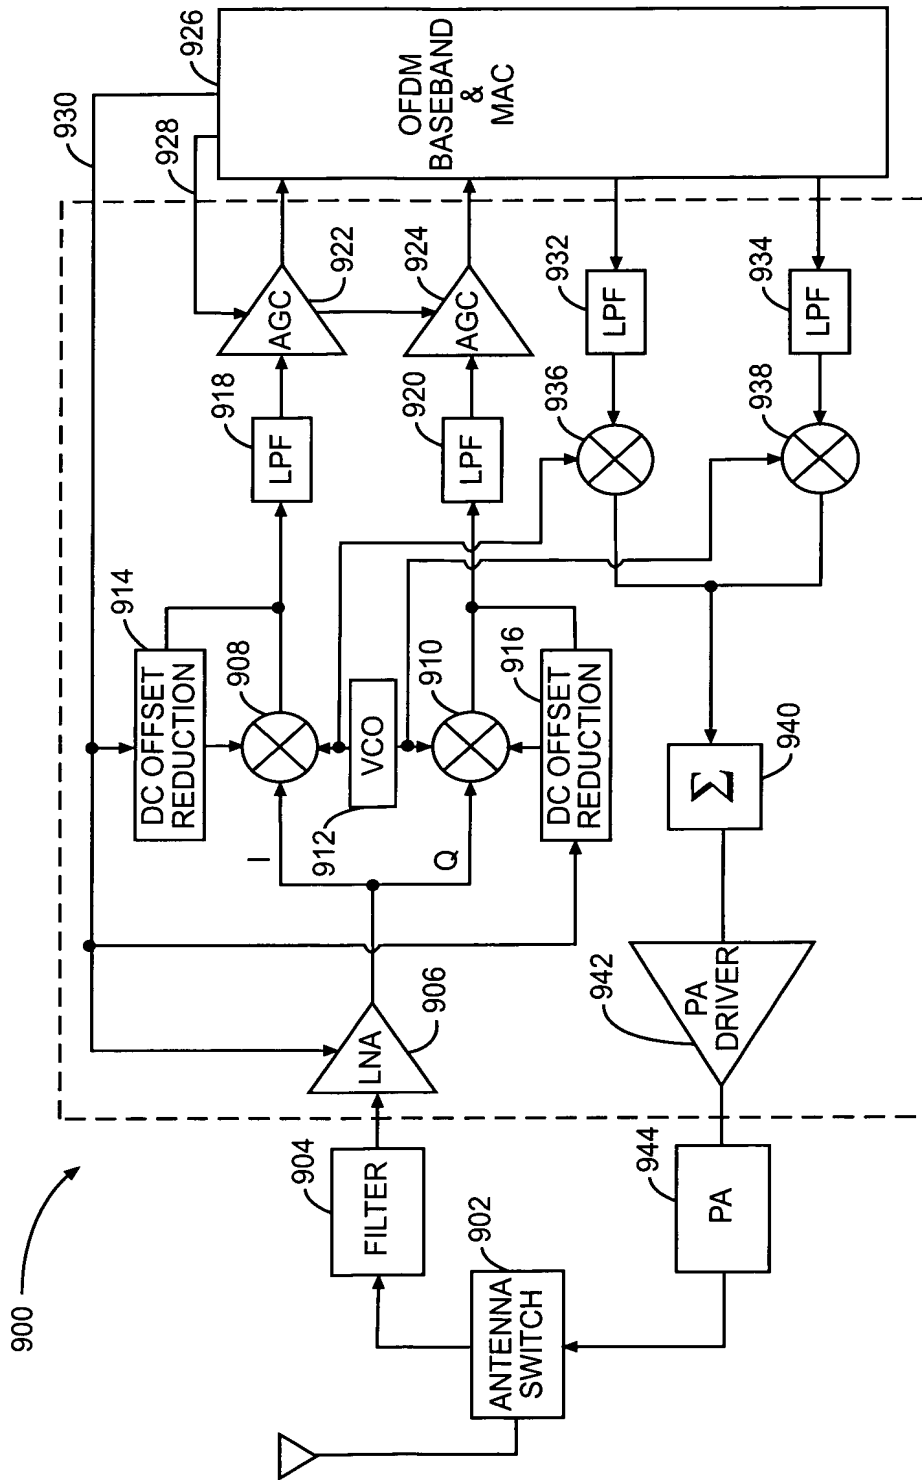 900
930
926
928
OFDM
BASEBAND
&
MAC
914
DC OFFSET
REDUCTION
908
918
LPF
AGC
922
I
912
VCO
910
920
LPF
AGC
924
Q
916
DC OFFSET
REDUCTION
906
LNA
904
FILTER
902
ANTENNA
SWITCH
936
932
LPF
938
934
LPF
940
Σ
942
PA
DRIVER
944
PA